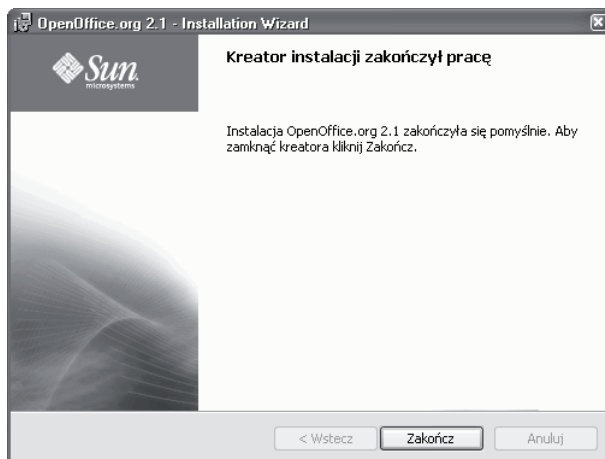 OpenOffice.org 2.1 - Installation Wizard
Sun
microsystems
Kreator instalacji zakończył pracę
Instalacja OpenOffice.org 2.1 zakończyła się pomyślnie. Aby
zamknąć kreatora kliknij Zakończ.
< Wstecz
Zakończ
Anuluj